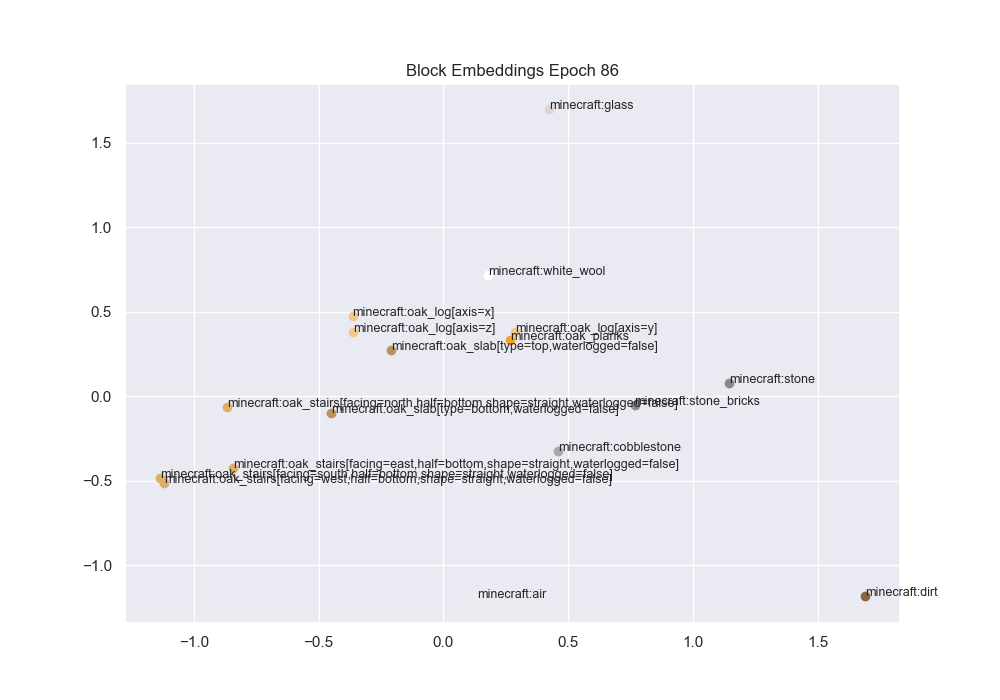 Block Embeddings Epoch 86
minecraft:glass
1.5
1.0
minecraft:white_wool
0.5
minecraft:oak_log[axis=x]
minecraft:oak_log[axis=z]
minecraft:oak_log[axis=y]
minecraft:oak_planks
minecraft:oak_slab[type=top,waterlogged=false]
minecraft:stone
0.0
minecraft:oak_stairs[facing=north,half=bottom,shape=straight,waterlogged=false]
minecraft:stone_bricks
minecraft:oak_slab[type=bottom,waterlogged=false]
minecraft:cobblestone
minecraft:oak_stairs[facing=east,half=bottom,shape=straight,waterlogged=false]
minecraft:oak_stairs[facing=south,half=bottom,shape=straight,waterlogged=false]
minecraft:oak_stairs[facing=west,half=bottom,shape=straight,waterlogged=false]
−0.5
−1.0
minecraft:air
minecraft:dirt
−1.0 −0.5 0.0 0.5 1.0 1.5